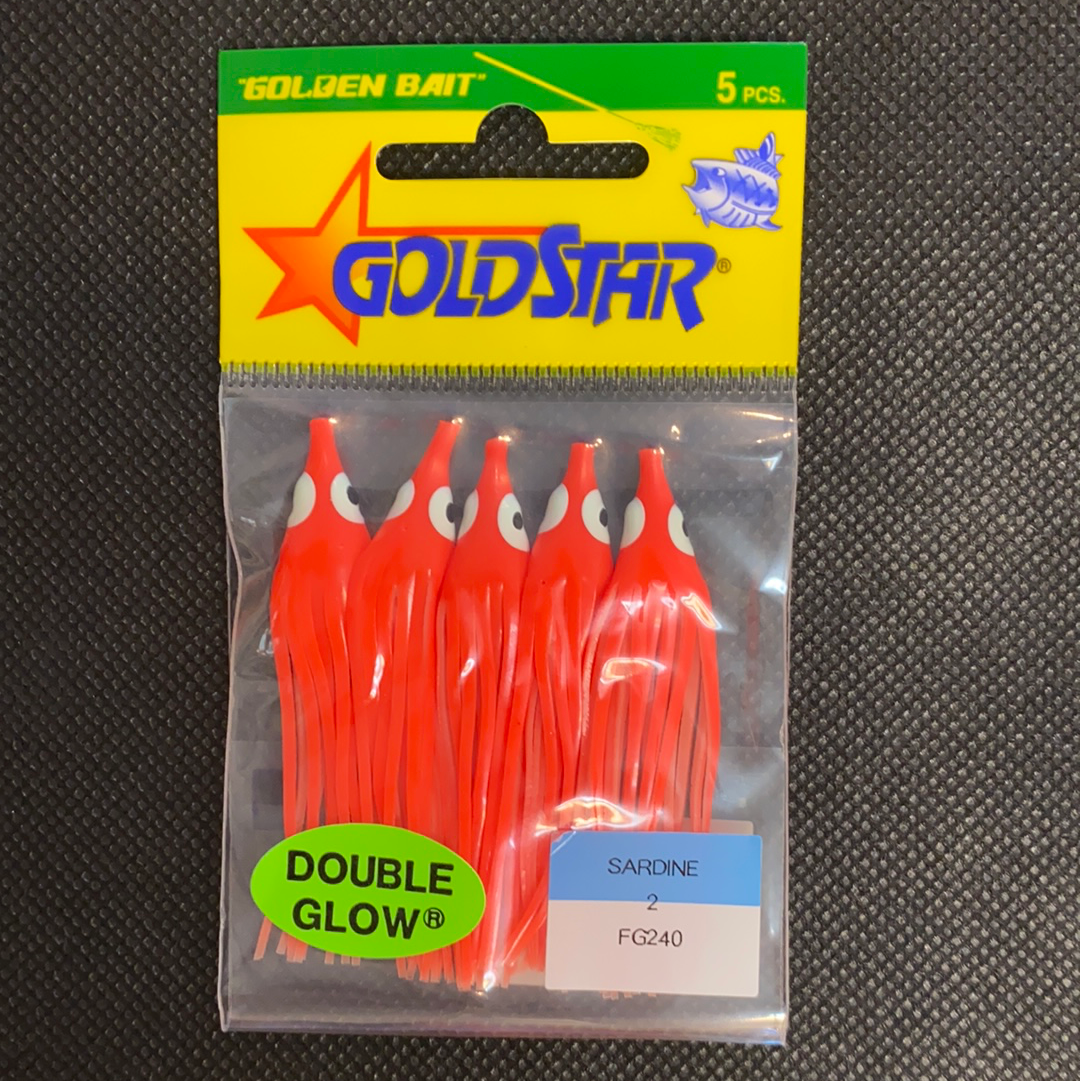 "GOLDEN BAIT"
5 PCS.
GOLDSTAR®
DOUBLE
GLOW®
SARDINE
2
FG240